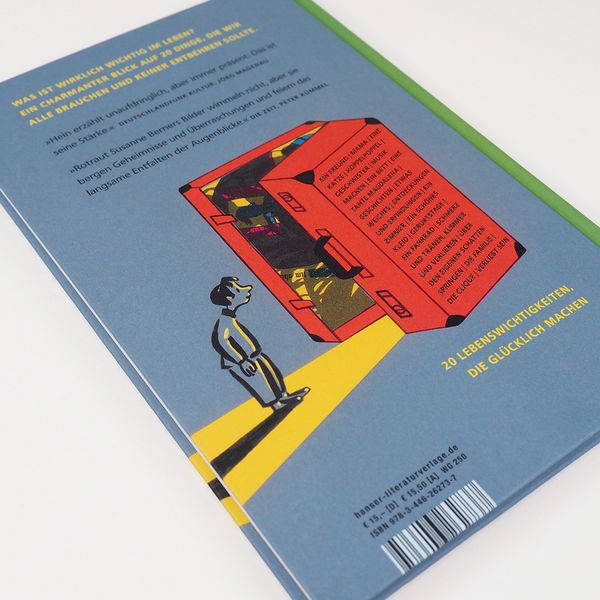 WAS IST WIRKLICH WICHTIG IM LEBEN?
EIN CHARMANTER BLICK AUF 20 DINGE, DIE WIR
ALLE BRAUCHEN UND KEINER ENTBEHREN SOLLTE.
»Hein erzählt unaufdringlich, aber immer präsent. Das ist
seine Stärke.« DEUTSCHLANDFUNK KULTUR, JÖRG MAGENAU
»Rotraut Susanne Berners Bilder wimmeln nicht, aber sie
bergen Geheimnisse und Überraschungen und feiern das
langsame Entfalten der Augenblicke.« DIE ZEIT, PETER KÜMMEL
EIN FREUND | MAMA | EINE
KATZE | HOPPELPOPPEL |
GESCHWISTER | MUSIK
MACHEN | EIN BETT | EINE
TANTE MAGDALENA |
GESCHICHTEN | ETWAS
WEICHES | ENTDECKUNGEN
UND ERFINDUNGEN | EIN
ZIMMER | EIN SCHÖNES
KLEID | GEBURTSTAGE |
EIN FAHRRAD | SCHMERZ
UND TRÄNEN, KUMMER
UND VERLIEREN | ÜBER
DEN EIGENEN SCHATTEN
SPRINGEN | DIE FAMILIE |
DIE CLIQUE | VERLIEBT SEIN
20 LEBENSWICHTIGKEITEN,
DIE GLÜCKLICH MACHEN
hanser-literaturverlage.de
€ 15,– [D] € 15,50 [A] WG 250
ISBN 978-3-446-26273-7